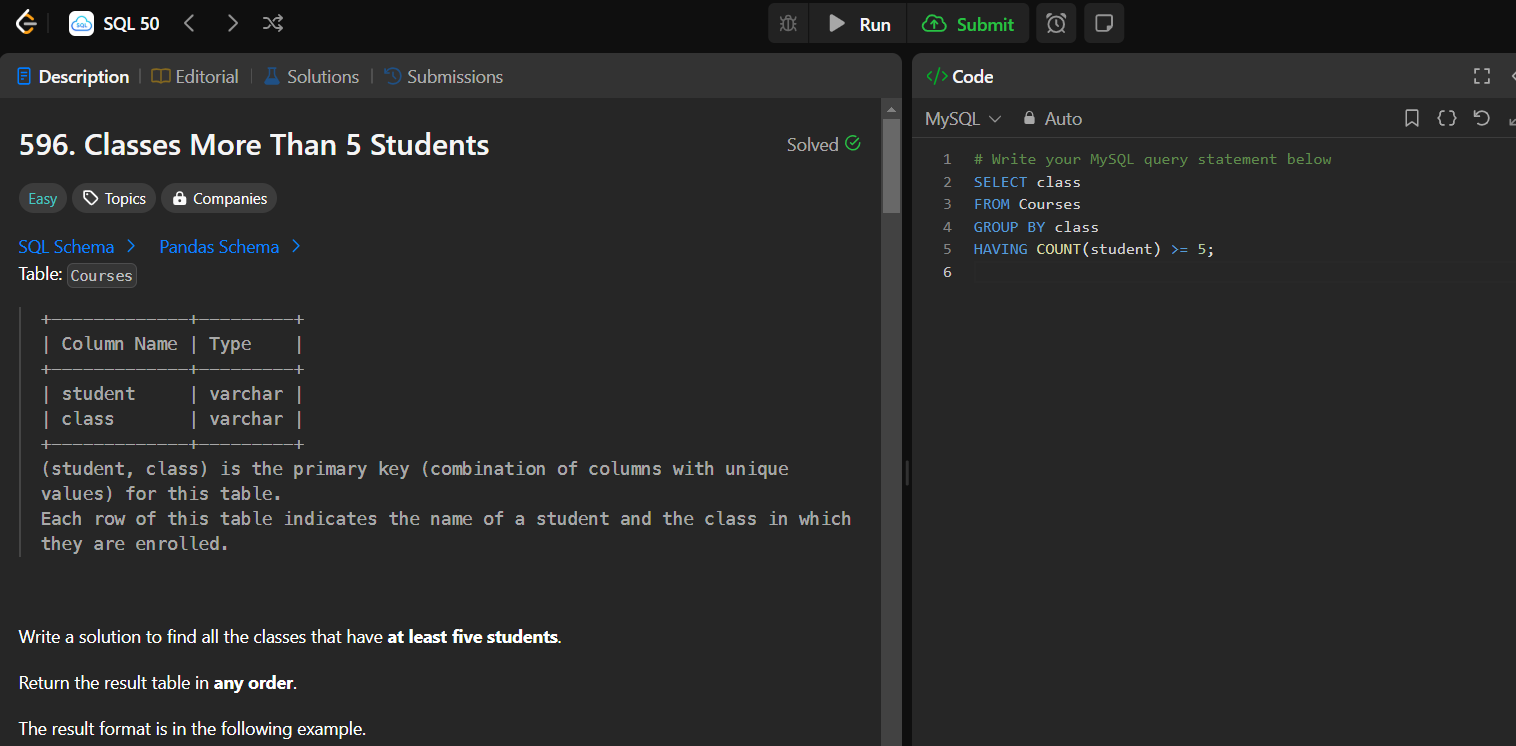 SQL 50
Run
Submit
Description
Editorial
Solutions
Submissions
596. Classes More Than 5 Students
Solved
Easy
Topics
Companies
SQL Schema
Pandas Schema
Table: Courses
+-------------+---------+
| Column Name | Type    |
+-------------+---------+
| student     | varchar |
| class       | varchar |
+-------------+---------+
(student, class) is the primary key (combination of columns with unique
values) for this table.
Each row of this table indicates the name of a student and the class in which
they are enrolled.
Write a solution to find all the classes that have at least five students.
Return the result table in any order.
The result format is in the following example.
</> Code
MySQL
Auto
1 # Write your MySQL query statement below
2 SELECT class
3 FROM Courses
4 GROUP BY class
5 HAVING COUNT(student) >= 5;
6